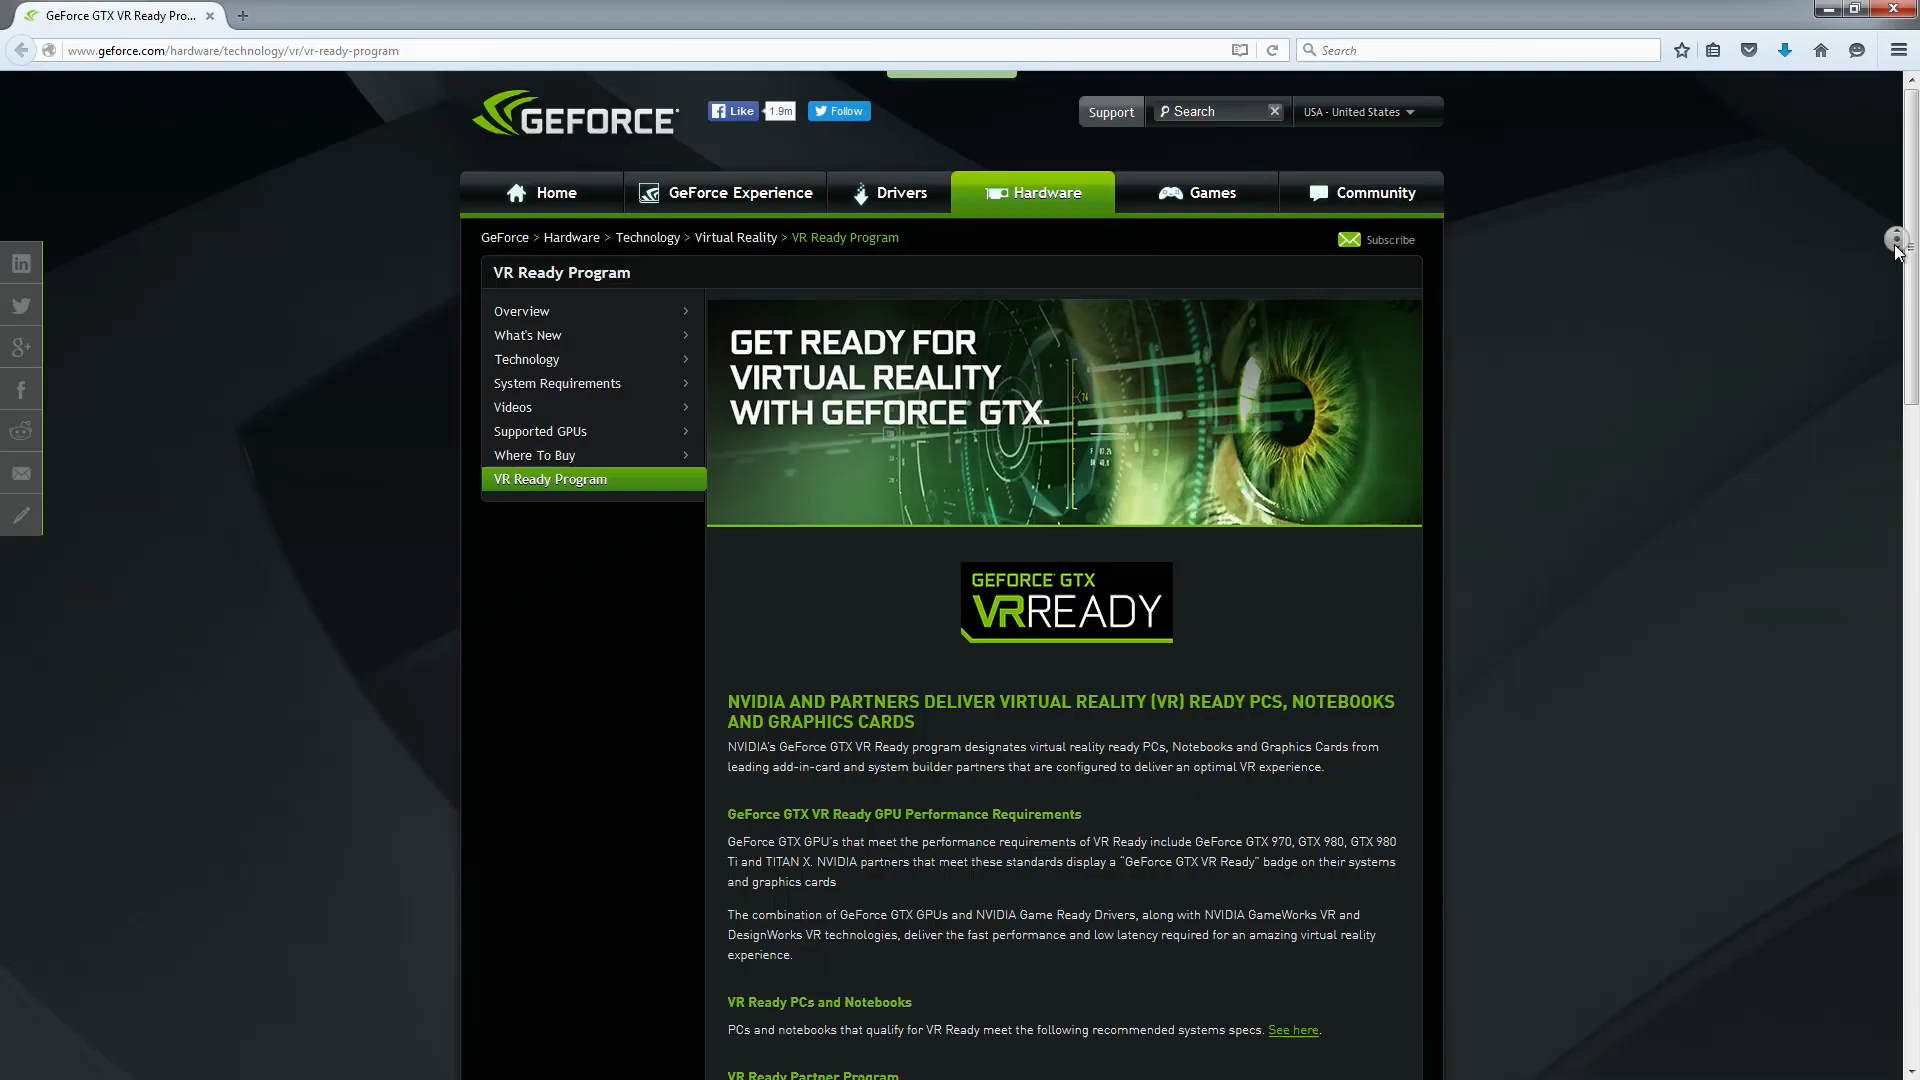 GeForce GTX VR Ready Pro...
www.geforce.com/hardware/technology/vr/vr-ready-program
Search
GEFORCE
Like 1.9m Follow
Support Search USA - United States
Home GeForce Experience Drivers Hardware Games Community
GeForce > Hardware > Technology > Virtual Reality > VR Ready Program
Subscribe
VR Ready Program
Overview
What's New
Technology
System Requirements
Videos
Supported GPUs
Where To Buy
VR Ready Program
GET READY FOR
VIRTUAL REALITY
WITH GEFORCE GTX.
GEFORCE GTX
VRREADY
NVIDIA AND PARTNERS DELIVER VIRTUAL REALITY (VR) READY PCS, NOTEBOOKS
AND GRAPHICS CARDS
NVIDIA's GeForce GTX VR Ready program designates virtual reality ready PCs, Notebooks and Graphics Cards from
leading add-in-card and system builder partners that are configured to deliver an optimal VR experience.
GeForce GTX VR Ready GPU Performance Requirements
GeForce GTX GPU's that meet the performance requirements of VR Ready include GeForce GTX 970, GTX 980, GTX 980
Ti and TITAN X. NVIDIA partners that meet these standards display a "GeForce GTX VR Ready" badge on their systems
and graphics cards
The combination of GeForce GTX GPUs and NVIDIA Game Ready Drivers, along with NVIDIA GameWorks VR and
DesignWorks VR technologies, deliver the fast performance and low latency required for an amazing virtual reality
experience.
VR Ready PCs and Notebooks
PCs and notebooks that qualify for VR Ready meet the following recommended systems specs. See here.
VR Ready Partner Program